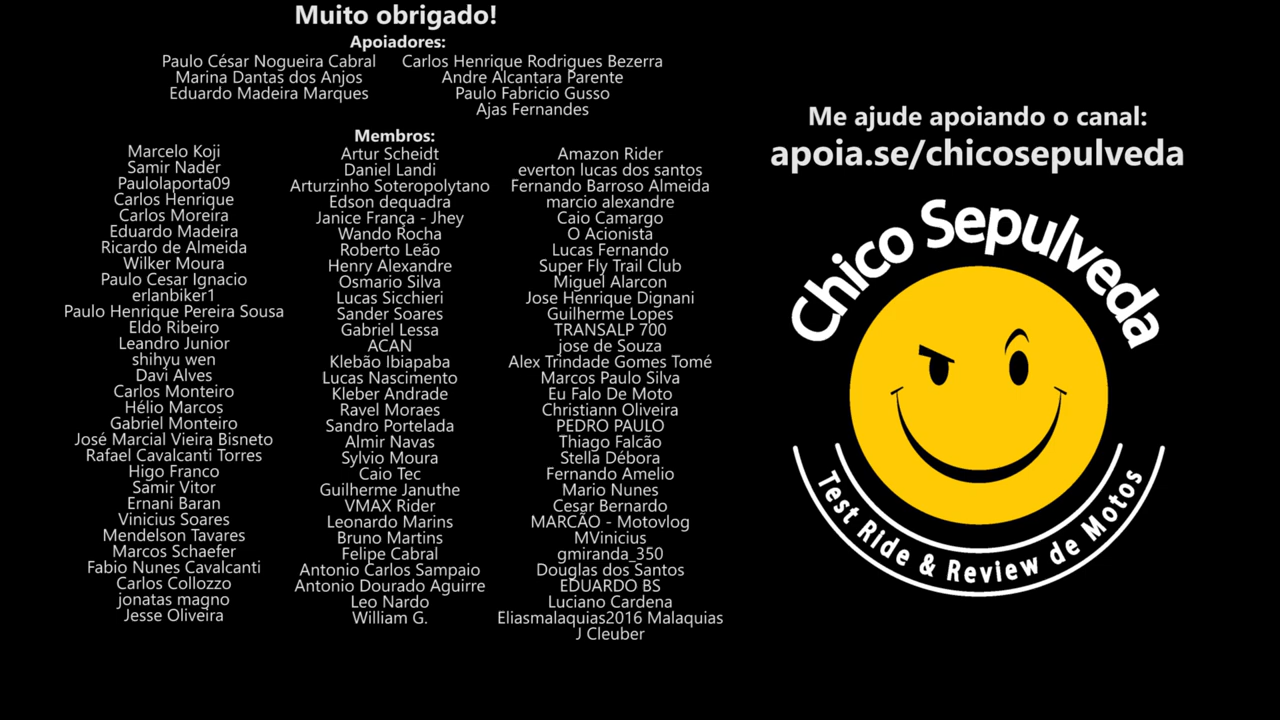 Muito obrigado!
Apoiadores:
Paulo César Nogueira Cabral
Marina Dantas dos Anjos
Eduardo Madeira Marques
Carlos Henrique Rodrigues Bezerra
Andre Alcantara Parente
Paulo Fabricio Gusso
Ajas Fernandes
Membros:
Marcelo Koji
Samir Nader
Paulolaporta09
Carlos Henrique
Carlos Moreira
Eduardo Madeira
Ricardo de Almeida
Wilker Moura
Paulo Cesar Ignacio
erlanbiker1
Paulo Henrique Pereira Sousa
Eldo Ribeiro
Leandro Junior
shihyu wen
Davi Alves
Carlos Monteiro
Hélio Marcos
Gabriel Monteiro
José Marcial Vieira Bisneto
Rafael Cavalcanti Torres
Higo Franco
Samir Vitor
Ernani Baran
Vinicius Soares
Mendelson Tavares
Marcos Schaefer
Fabio Nunes Cavalcanti
Carlos Collozzo
jonatas magno
Jesse Oliveira
Artur Scheidt
Daniel Landi
Arturzinho Soteropolytano
Edson dequadra
Janice França - Jhey
Wando Rocha
Roberto Leão
Henry Alexandre
Osmario Silva
Lucas Sicchieri
Sander Soares
Gabriel Lessa
ACAN
Klebão Ibiapaba
Lucas Nascimento
Kleber Andrade
Ravel Moraes
Sandro Portelada
Almir Navas
Sylvio Moura
Caio Tec
Guilherme Januthe
VMAX Rider
Leonardo Marins
Bruno Martins
Felipe Cabral
Antonio Carlos Sampaio
Antonio Dourado Aguirre
Leo Nardo
William G.
Amazon Rider
everton lucas dos santos
Fernando Barroso Almeida
marcio alexandre
Caio Camargo
O Acionista
Lucas Fernando
Super Fly Trail Club
Miguel Alarcon
Jose Henrique Dignani
Guilherme Lopes
TRANSALP 700
jose de Souza
Alex Trindade Gomes Tomé
Marcos Paulo Silva
Eu Falo De Moto
Christiann Oliveira
PEDRO PAULO
Thiago Falcão
Stella Débora
Fernando Amelio
Mario Nunes
Cesar Bernardo
MARCÃO - Motovlog
MVinicius
gmiranda_350
Douglas dos Santos
EDUARDO BS
Luciano Cardena
Eliasmalaquias2016 Malaquias
J Cleuber
Me ajude apoiando o canal:
apoia.se/chicosepulveda
Chico Sepulveda
Test Ride & Review de Motos